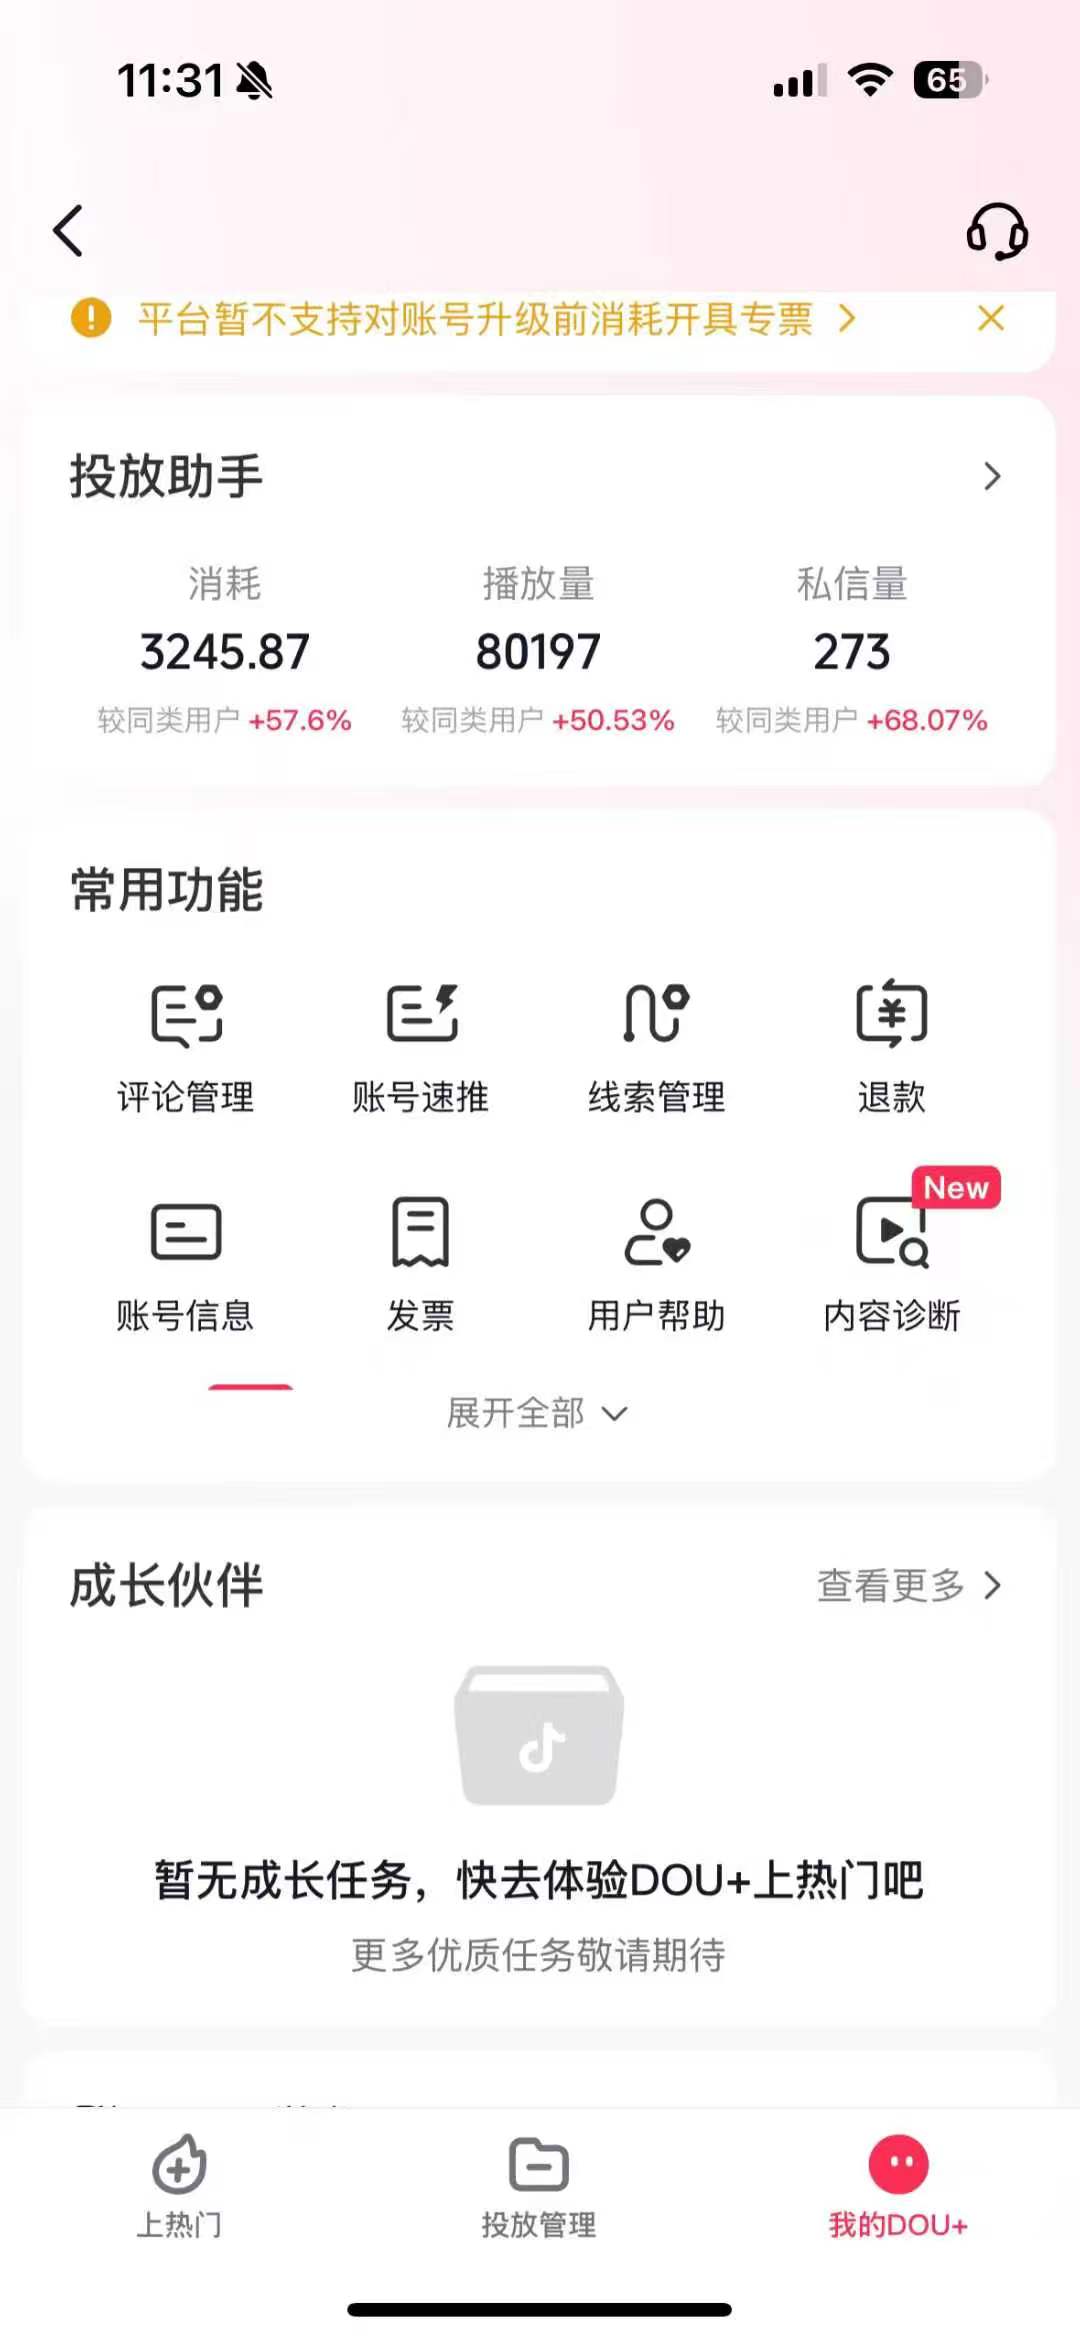 11:31
65
平台暂不支持对账号升级前消耗开具专票
投放助手
消耗 播放量 私信量
3245.87 80197 273
较同类用户 +57.6% 较同类用户 +50.53% 较同类用户 +68.07%
常用功能
评论管理 账号速推 线索管理 退款
New
账号信息 发票 用户帮助 内容诊断
展开全部
成长伙伴 查看更多
暂无成长任务，快去体验DOU+上热门吧
更多优质任务敬请期待
上热门 投放管理 我的DOU+